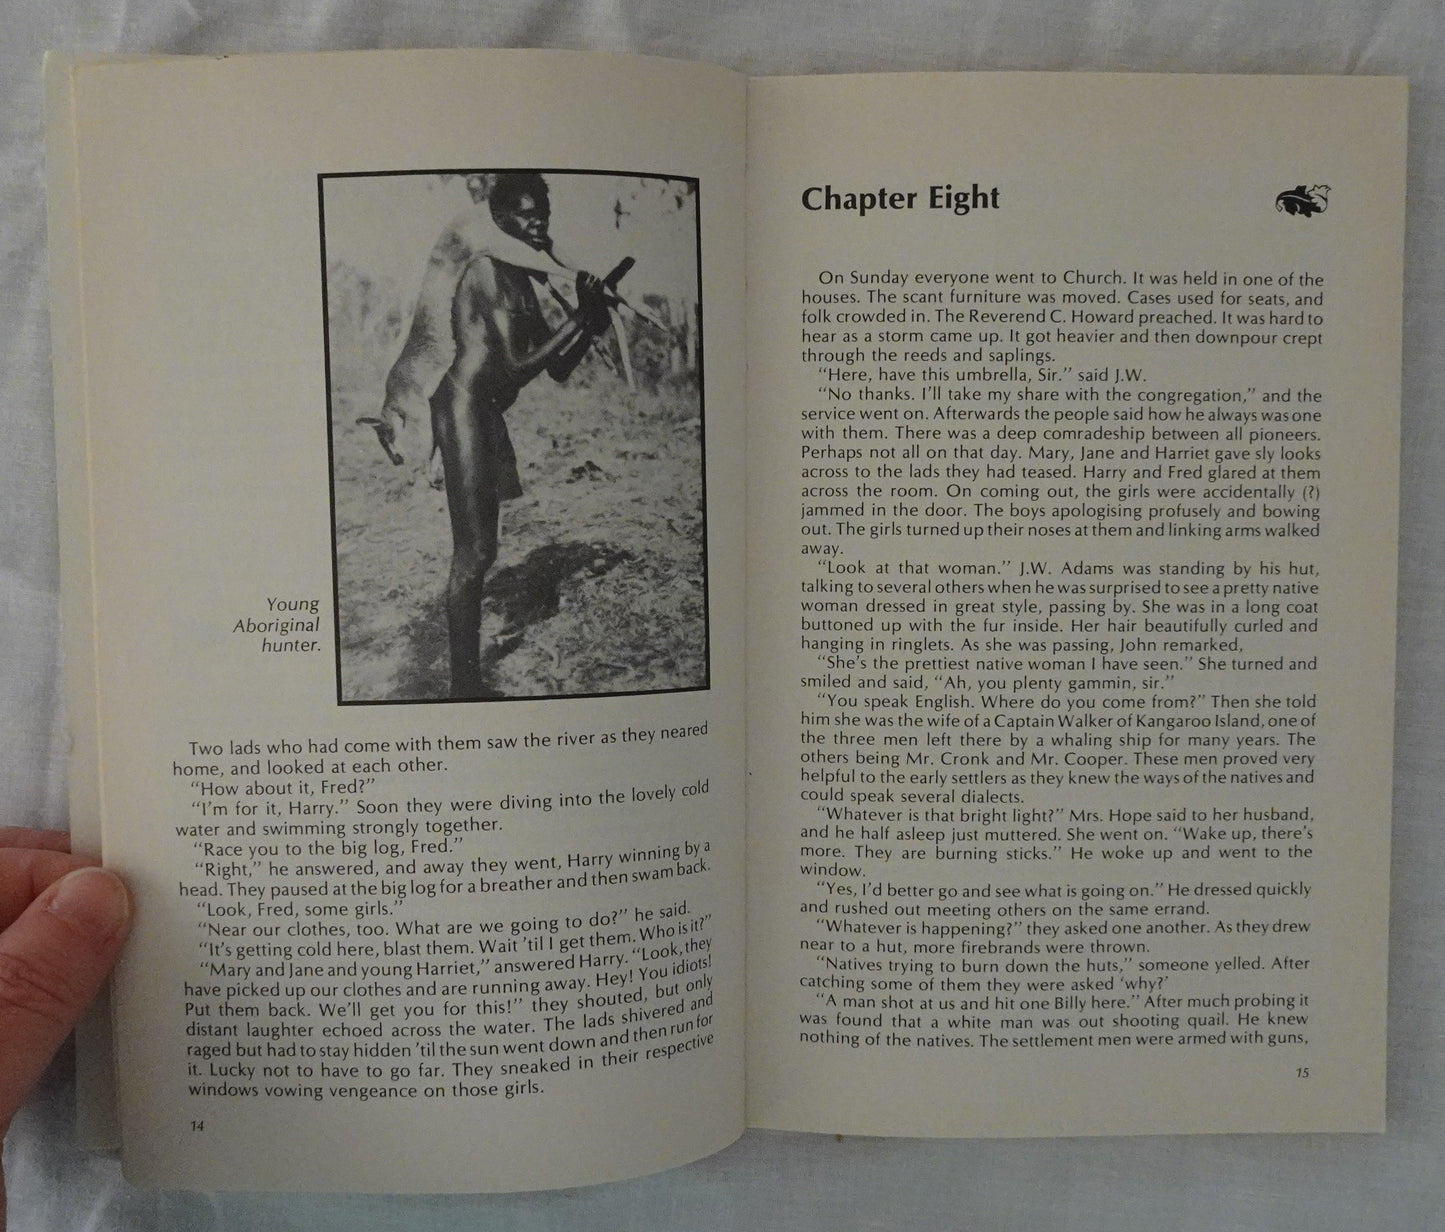 Young
Aboriginal
hunter.
Two lads who had come with them saw the river as they neared
home, and looked at each other.
"How about it, Fred?"
"I'm for it, Harry." Soon they were diving into the lovely cold
water and swimming strongly together.
"Race you to the big log, Fred."
"Right," he answered, and away they went, Harry winning by a
head. They paused at the big log for a breather and then swam back.
"Look, Fred, some girls."
"Near our clothes, too. What are we going to do?" he said.
"It's getting cold here, blast them. Wait 'til I get them. Who is it?"
"Mary and Jane and young Harriet," answered Harry. "Look, they
have picked up our clothes and are running away. Hey! You idiots!
Put them back. We'll get you for this!" they shouted, but only
distant laughter echoed across the water. The lads shivered and
raged but had to stay hidden 'til the sun went down and then run for
it. Lucky not to have to go far. They sneaked in their respective
windows vowing vengeance on those girls.
14
Chapter Eight
On Sunday everyone went to Church. It was held in one of the
houses. The scant furniture was moved. Cases used for seats, and
folk crowded in. The Reverend C. Howard preached. It was hard to
hear as a storm came up. It got heavier and then downpour crept
through the reeds and saplings.
"Here, have this umbrella, Sir." said J.W.
"No thanks. I'll take my share with the congregation," and the
service went on. Afterwards the people said how he always was one
with them. There was a deep comradeship between all pioneers.
Perhaps not all on that day. Mary, Jane and Harriet gave sly looks
across to the lads they had teased. Harry and Fred glared at them
across the room. On coming out, the girls were accidentally (?)
jammed in the door. The boys apologising profusely and bowing
out. The girls turned up their noses at them and linking arms walked
away.
"Look at that woman." J.W. Adams was standing by his hut,
talking to several others when he was surprised to see a pretty native
woman dressed in great style, passing by. She was in a long coat
buttoned up with the fur inside. Her hair beautifully curled and
hanging in ringlets. As she was passing, John remarked,
"She's the prettiest native woman I have seen." She turned and
smiled and said, "Ah, you plenty gammin, sir."
"You speak English. Where do you come from?" Then she told
him she was the wife of a Captain Walker of Kangaroo Island, one of
the three men left there by a whaling ship for many years. The
others being Mr. Cronk and Mr. Cooper. These men proved very
helpful to the early settlers as they knew the ways of the natives and
could speak several dialects.
"Whatever is that bright light?" Mrs. Hope said to her husband,
and he half asleep just muttered. She went on. "Wake up, there's
more. They are burning sticks." He woke up and went to the
window.
"Yes, I'd better go and see what is going on." He dressed quickly
and rushed out meeting others on the same errand.
"Whatever is happening?" they asked one another. As they drew
near to a hut, more firebrands were thrown.
"Natives trying to burn down the huts," someone yelled. After
catching some of them they were asked 'why?'
"A man shot at us and hit one Billy here." After much probing it
was found that a white man was out shooting quail. He knew
nothing of the natives. The settlement men were armed with guns,
15